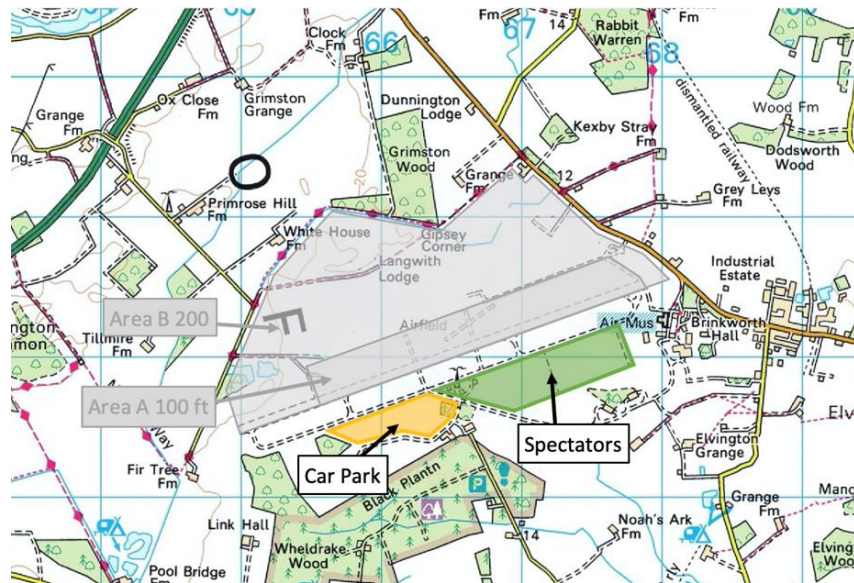 65
66
67
68
Fm
14
Clock
Fm
Rabbit
Warren
dismantled railway
Ox Close
Fm
Grimston
Grange
Grange
Fm
Dunnington
Lodge
Wood Fm
Kexby Stray
Fm
Dodsworth
Wood
Grimston
Wood
20
Grange
Fm
12
Grey Leys
Fm
Primrose Hill
Fm
White House
Fm
Gipsey
Corner
Langwith
Lodge
Industrial
Estate
Area B 200
Airfield
Air Mus
Brinkworth
Hall
Tillmire
Fm
Area A 100 ft
Way
Spectators
Car Park
Elvington
Grange
Fir Tree
Fm
Black Plantn
P
Grange
Fm
Link Hall
14
Noah's Ark
Fm
Wheldrake
Wood
Pool Bridge
Fm